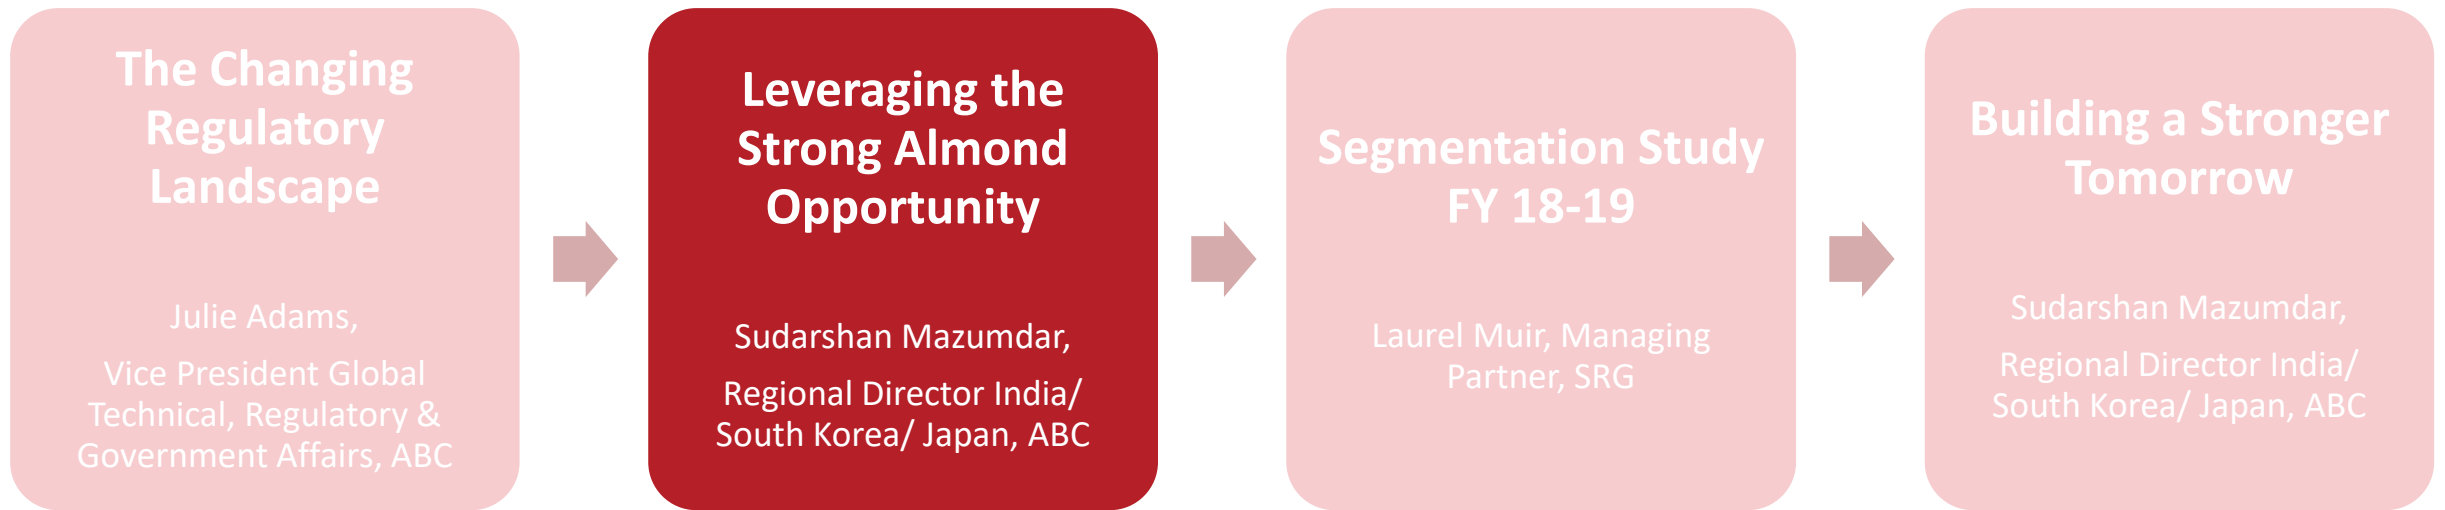 The Changing
Regulatory
Landscape
Julie Adams,
Vice President Global
Technical, Regulatory &
Government Affairs, ABC
Leveraging the
Strong Almond
Opportunity
Sudarshan Mazumdar,
Regional Director India/
South Korea/ Japan, ABC
Segmentation Study
FY 18-19
Laurel Muir, Managing
Partner, SRG
Building a Stronger
Tomorrow
Sudarshan Mazumdar,
Regional Director India/
South Korea/ Japan, ABC